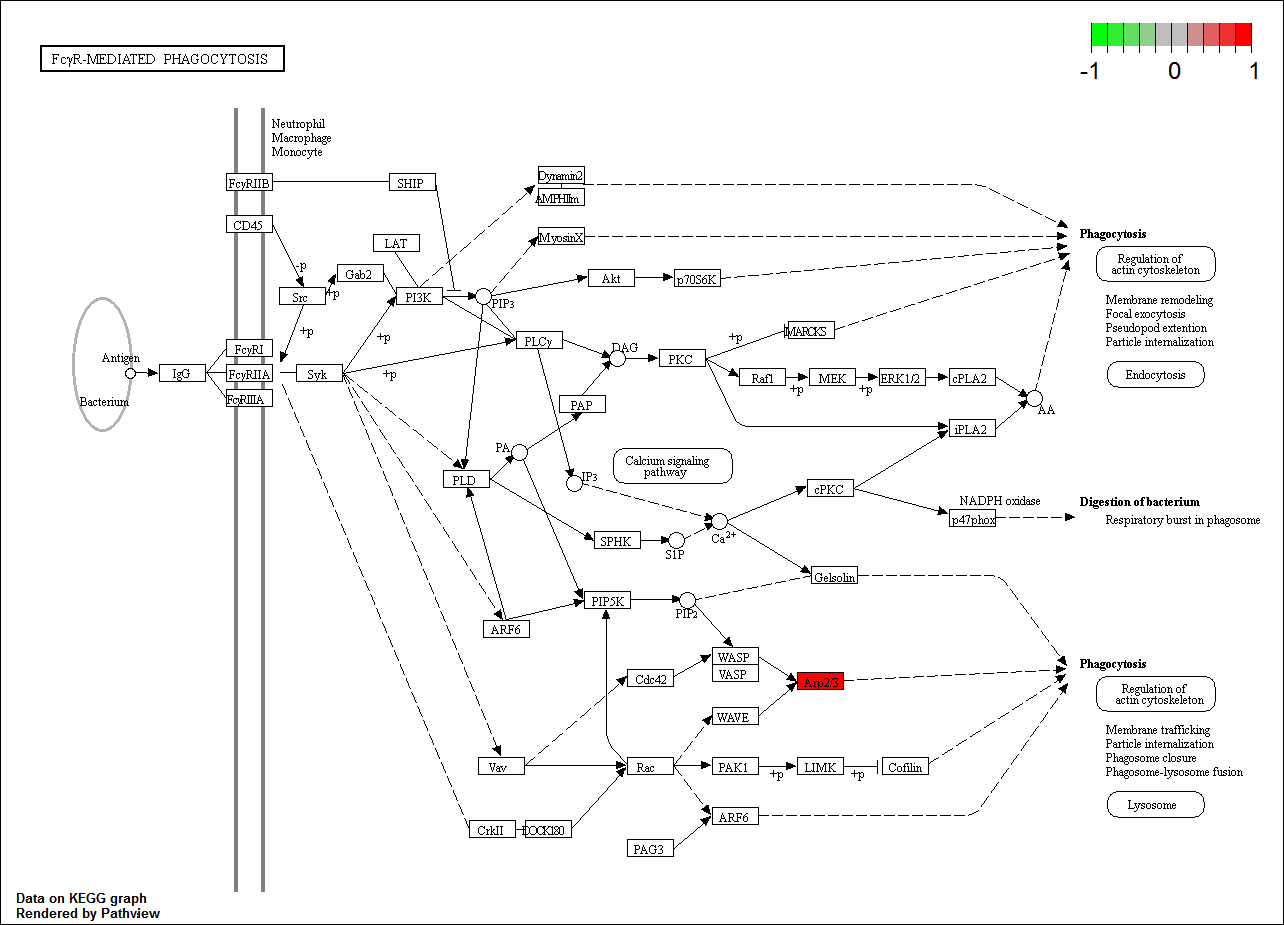 FcγR-MEDIATED PHAGOCYTOSIS
-1 0 1
Neutrophil
Macrophage
Monocyte
FcγRIIB
SHIP
Dynamin2
AMPHIIm
CD45
LAT
MyosinX
Phagocytosis
-p
Gab2
Akt
p70S6K
Regulation of
actin cytoskeleton
Src
+p
PI3K
PIP3
Membrane remodeling
Focal exocytosis
Pseudopod extention
Particle internalization
+p
+p
PLCγ
DAG
+p
MARCKS
Antigen
IgG
FcγRI
FcγRIIA
FcγRIIIA
Syk
+p
PKC
Raf1
+p
MEK
+p
ERK1/2
cPLA2
Endocytosis
Bacterium
PAP
AA
iPLA2
PA
Calcium signaling
pathway
PLD
IP3
cPKC
NADPH oxidase
p47phox
Digestion of bacterium
Respiratory burst in phagosome
SPHK
S1P
Ca2+
Gelsolin
PIP5K
PIP2
ARF6
WASP
VASP
Cdc42
Arp2/3
Phagocytosis
Regulation of
actin cytoskeleton
WAVE
Membrane trafficking
Particle internalization
Phagosome closure
Phagosome-lysosome fusion
Vav
Rac
PAK1
+p
LIMK
+p
Cofilin
Lysosome
CrkII
DOCK180
ARF6
PAG3
Data on KEGG graph
Rendered by Pathview